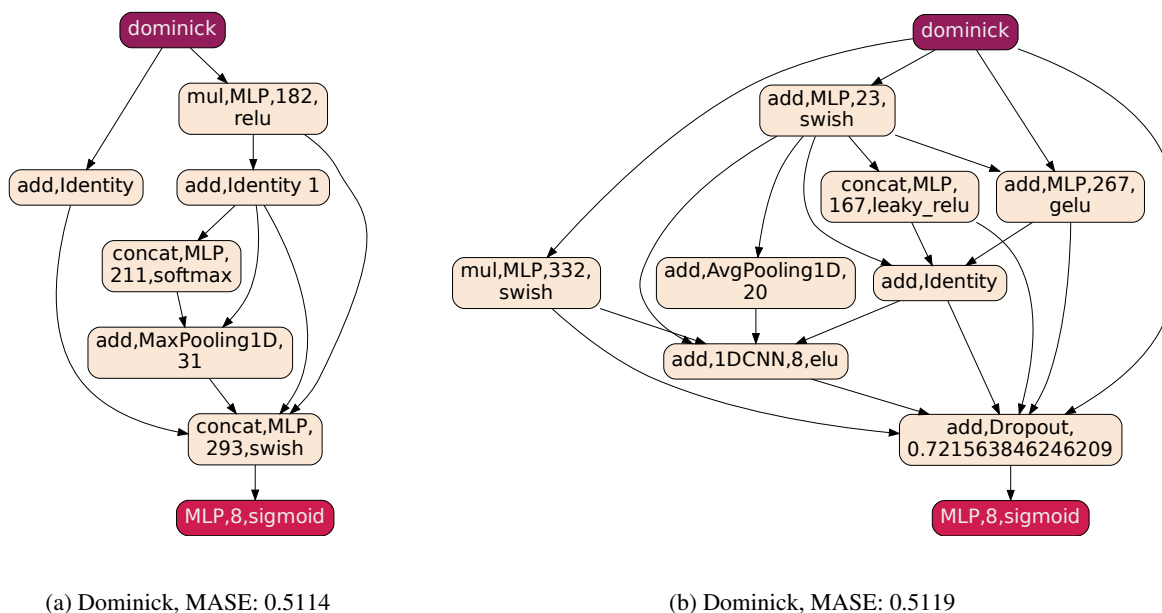 dominick
mul,MLP,182,
relu
add,Identity
add,Identity 1
concat,MLP,
211,softmax
add,MaxPooling1D,
31
concat,MLP,
293,swish
MLP,8,sigmoid
(a) Dominick, MASE: 0.5114
dominick
add,MLP,23,
swish
concat,MLP,
167,leaky_relu
add,MLP,267,
gelu
mul,MLP,332,
swish
add,AvgPooling1D,
20
add,Identity
add,1DCNN,8,elu
add,Dropout,
0.721563846246209
MLP,8,sigmoid
(b) Dominick, MASE: 0.5119